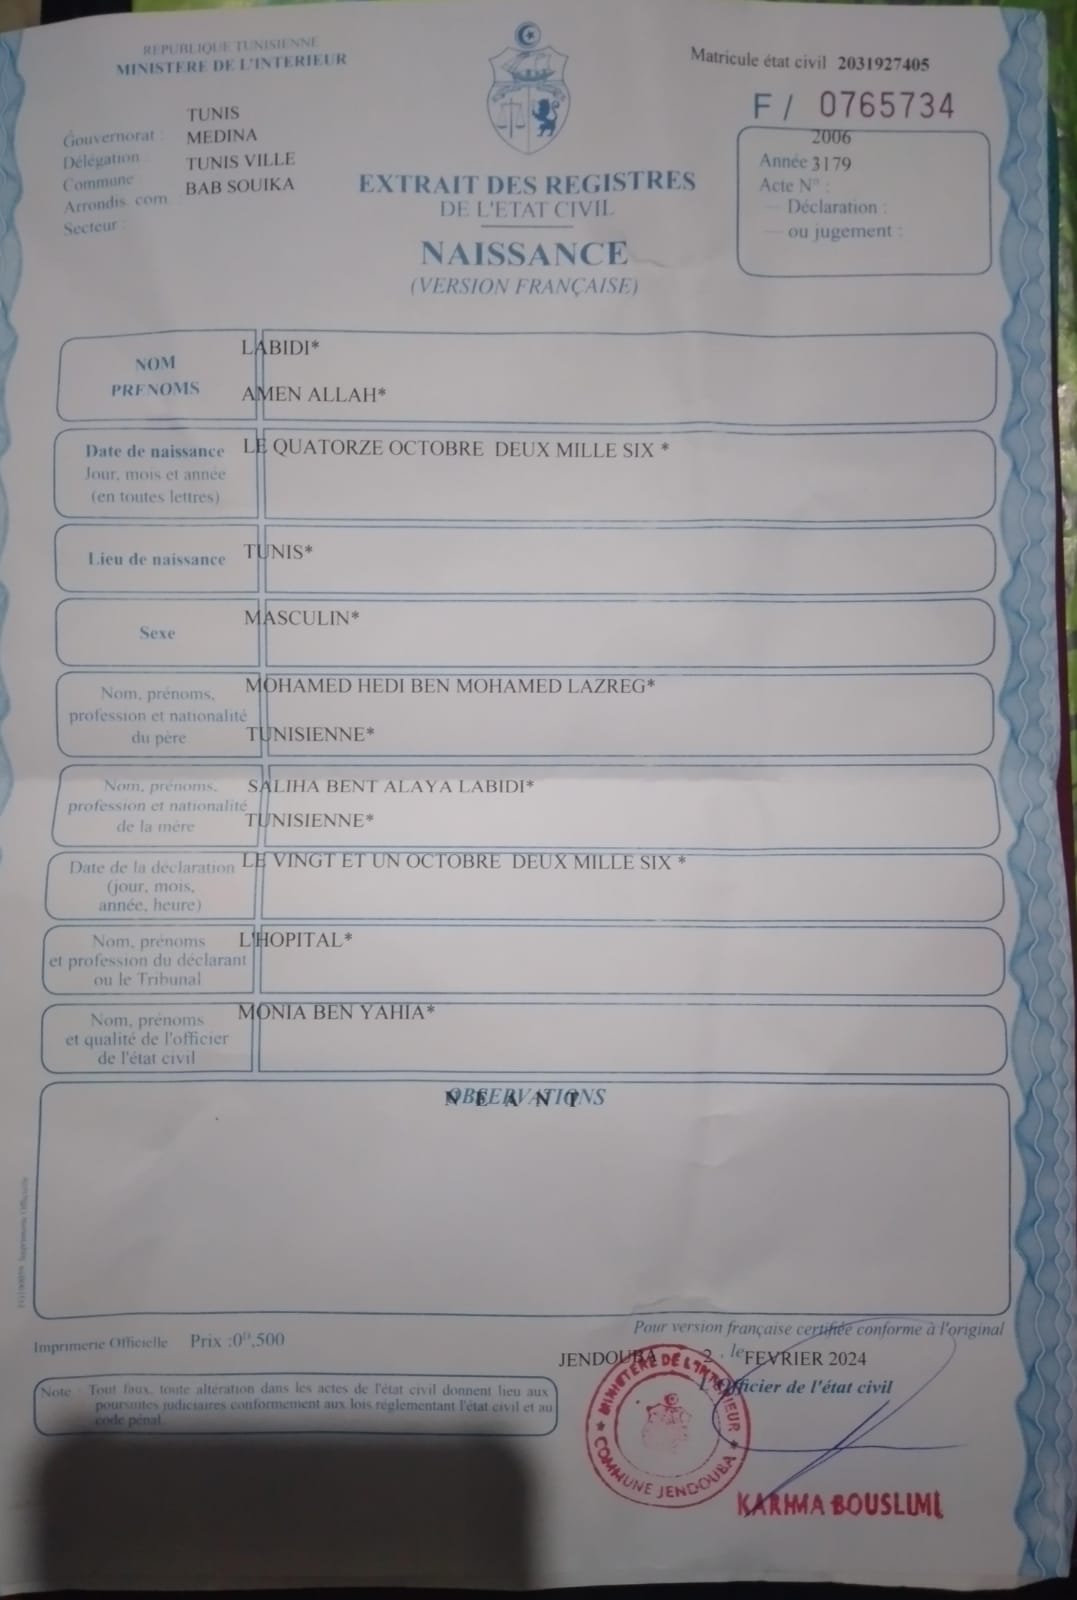 REPUBLIQUE TUNISIENNE
MINISTERE DE L'INTERIEUR
Matricule état civil 2031927405
F / 0765734
TUNIS
Gouvernorat : MEDINA
Délégation : TUNIS VILLE
Commune : BAB SOUIKA
Arrondis. com. :
Secteur :
2006
Année 3179
Acte N° :
— Déclaration :
— ou jugement :
EXTRAIT DES REGISTRES
DE L'ETAT CIVIL
NAISSANCE
(VERSION FRANÇAISE)
NOM
PRENOMS
LABIDI*
AMEN ALLAH*
Date de naissance
Jour, mois et année
(en toutes lettres)
LE QUATORZE OCTOBRE DEUX MILLE SIX *
Lieu de naissance
TUNIS*
Sexe
MASCULIN*
Nom, prénoms,
profession et nationalité
du père
MOHAMED HEDI BEN MOHAMED LAZREG*
TUNISIENNE*
Nom, prénoms,
profession et nationalité
de la mère
SALIHA BENT ALAYA LABIDI*
TUNISIENNE*
Date de la déclaration
(jour, mois,
année, heure)
LE VINGT ET UN OCTOBRE DEUX MILLE SIX *
Nom, prénoms
et profession du déclarant
ou le Tribunal
L'HOPITAL*
Nom, prénoms
et qualité de l'officier
de l'état civil
MONIA BEN YAHIA*
OBSERVATIONS
N E A N T
Imprimerie Officielle Prix :0ᴰ,500
Note : Tout faux, toute altération dans les actes de l'état civil donnent lieu aux
poursuites judiciaires conformement aux lois réglementant l'état civil et au
code pénal.
Pour version française certifiée conforme à l'original
JENDOUBA 2 , le FEVRIER 2024
L'Officier de l'état civil
MINISTERE DE L'INTERIEUR
COMMUNE JENDOUBA
KARIMA BOUSLIMI